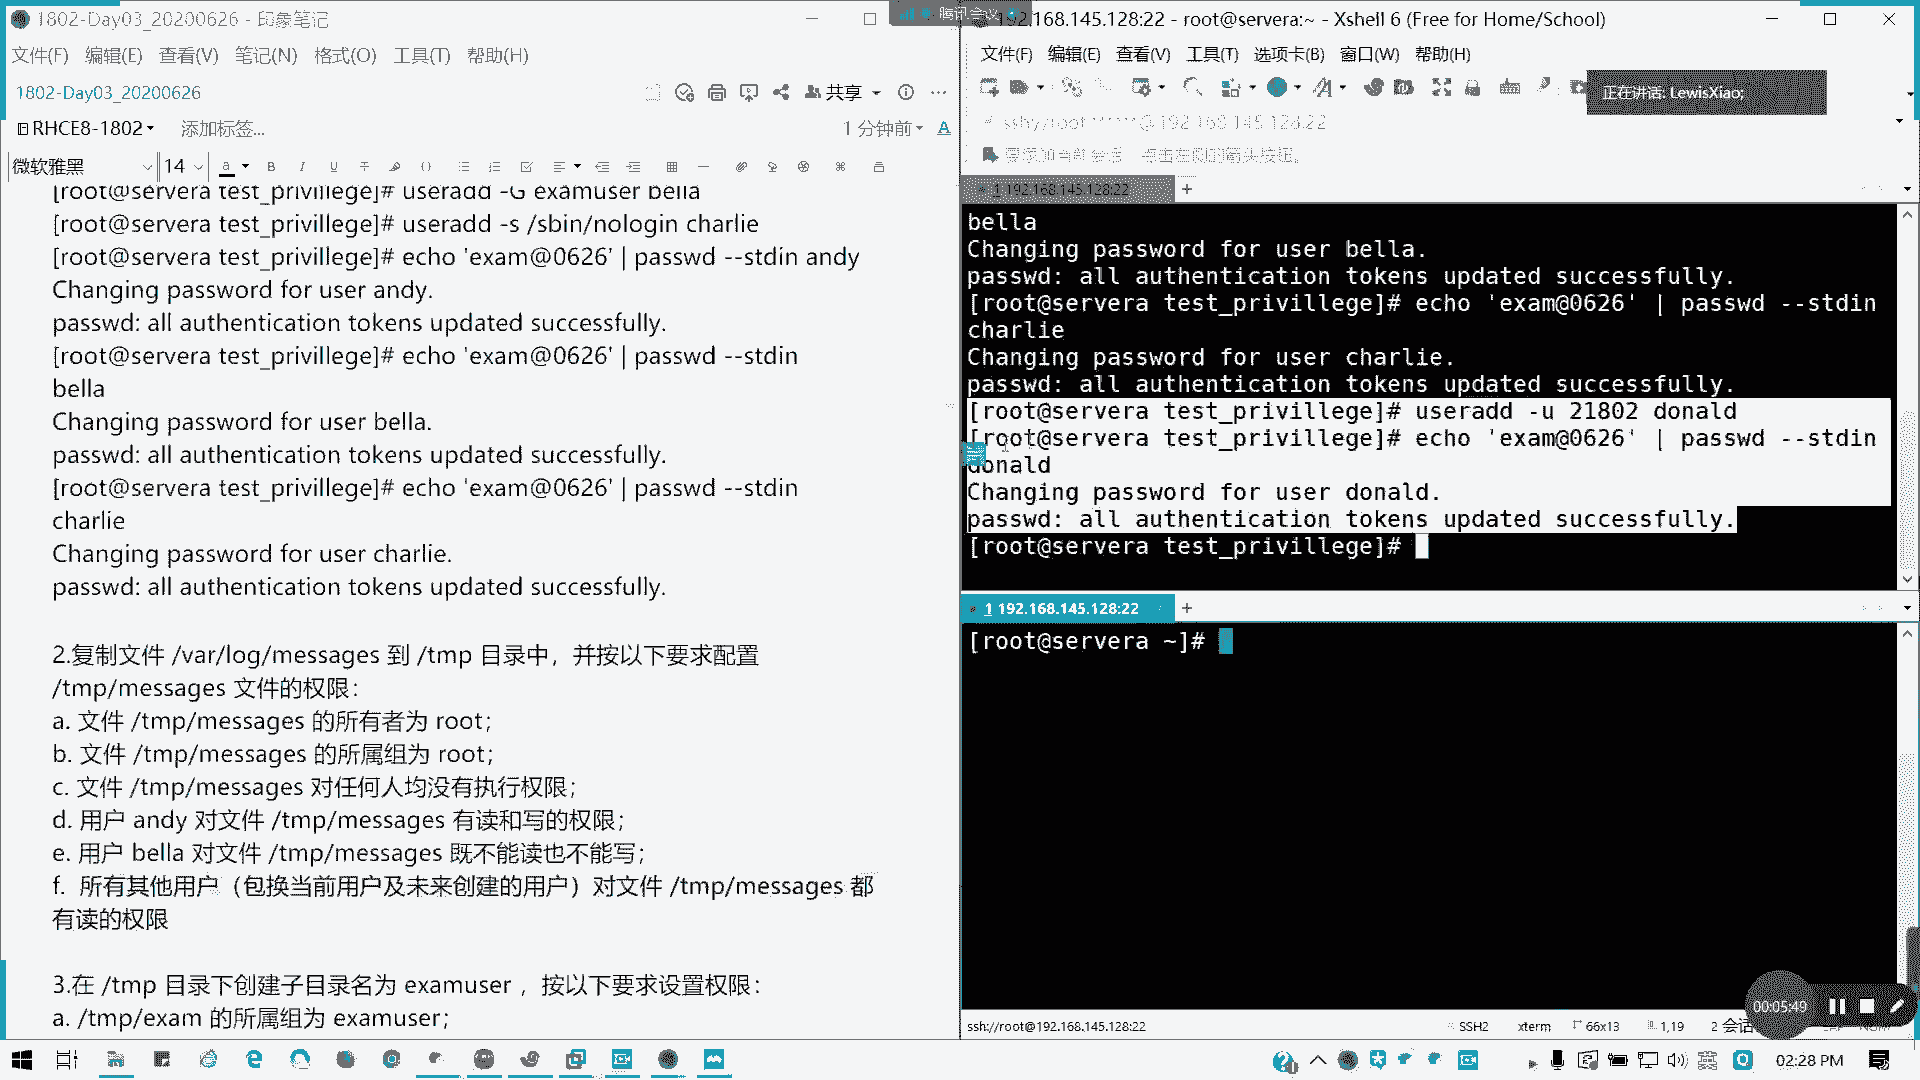 1802-Day03_20200626 - 印象笔记
文件(F) 编辑(E) 查看(V) 笔记(N) 格式(O) 工具(T) 帮助(H)
1802-Day03_20200626
共享
RHCE8-1802
添加标签...
1 分钟前
微软雅黑
14
[root@servera test_privillege]# useradd -G examuser bella
[root@servera test_privillege]# useradd -s /sbin/nologin charlie
[root@servera test_privillege]# echo 'exam@0626' | passwd --stdin andy
Changing password for user andy.
passwd: all authentication tokens updated successfully.
[root@servera test_privillege]# echo 'exam@0626' | passwd --stdin
bella
Changing password for user bella.
passwd: all authentication tokens updated successfully.
[root@servera test_privillege]# echo 'exam@0626' | passwd --stdin
charlie
Changing password for user charlie.
passwd: all authentication tokens updated successfully.
2.复制文件 /var/log/messages 到 /tmp 目录中，并按以下要求配置
/tmp/messages 文件的权限：
a. 文件 /tmp/messages 的所有者为 root；
b. 文件 /tmp/messages 的所属组为 root；
c. 文件 /tmp/messages 对任何人均没有执行权限；
d. 用户 andy 对文件 /tmp/messages 有读和写的权限；
e. 用户 bella 对文件 /tmp/messages 既不能读也不能写；
f. 所有其他用户（包换当前用户及未来创建的用户）对文件 /tmp/messages 都
有读的权限
3.在 /tmp 目录下创建子目录名为 examuser ，按以下要求设置权限：
a. /tmp/exam 的所属组为 examuser；
腾讯会议
192.168.145.128:22 - root@servera:~ - Xshell 6 (Free for Home/School)
文件(F) 编辑(E) 查看(V) 工具(T) 选项卡(B) 窗口(W) 帮助(H)
正在讲话: LewisXiao;
1 192.168.145.128:22
bella
Changing password for user bella.
passwd: all authentication tokens updated successfully.
[root@servera test_privillege]# echo 'exam@0626' | passwd --stdin
charlie
Changing password for user charlie.
passwd: all authentication tokens updated successfully.
[root@servera test_privillege]# useradd -u 21802 donald
[root@servera test_privillege]# echo 'exam@0626' | passwd --stdin
donald
Changing password for user donald.
passwd: all authentication tokens updated successfully.
[root@servera test_privillege]#
1 192.168.145.128:22
[root@servera ~]#
00:05:49
ssh://root@192.168.145.128:22
SSH2
xterm
66x13
1,19
2 会话
02:28 PM